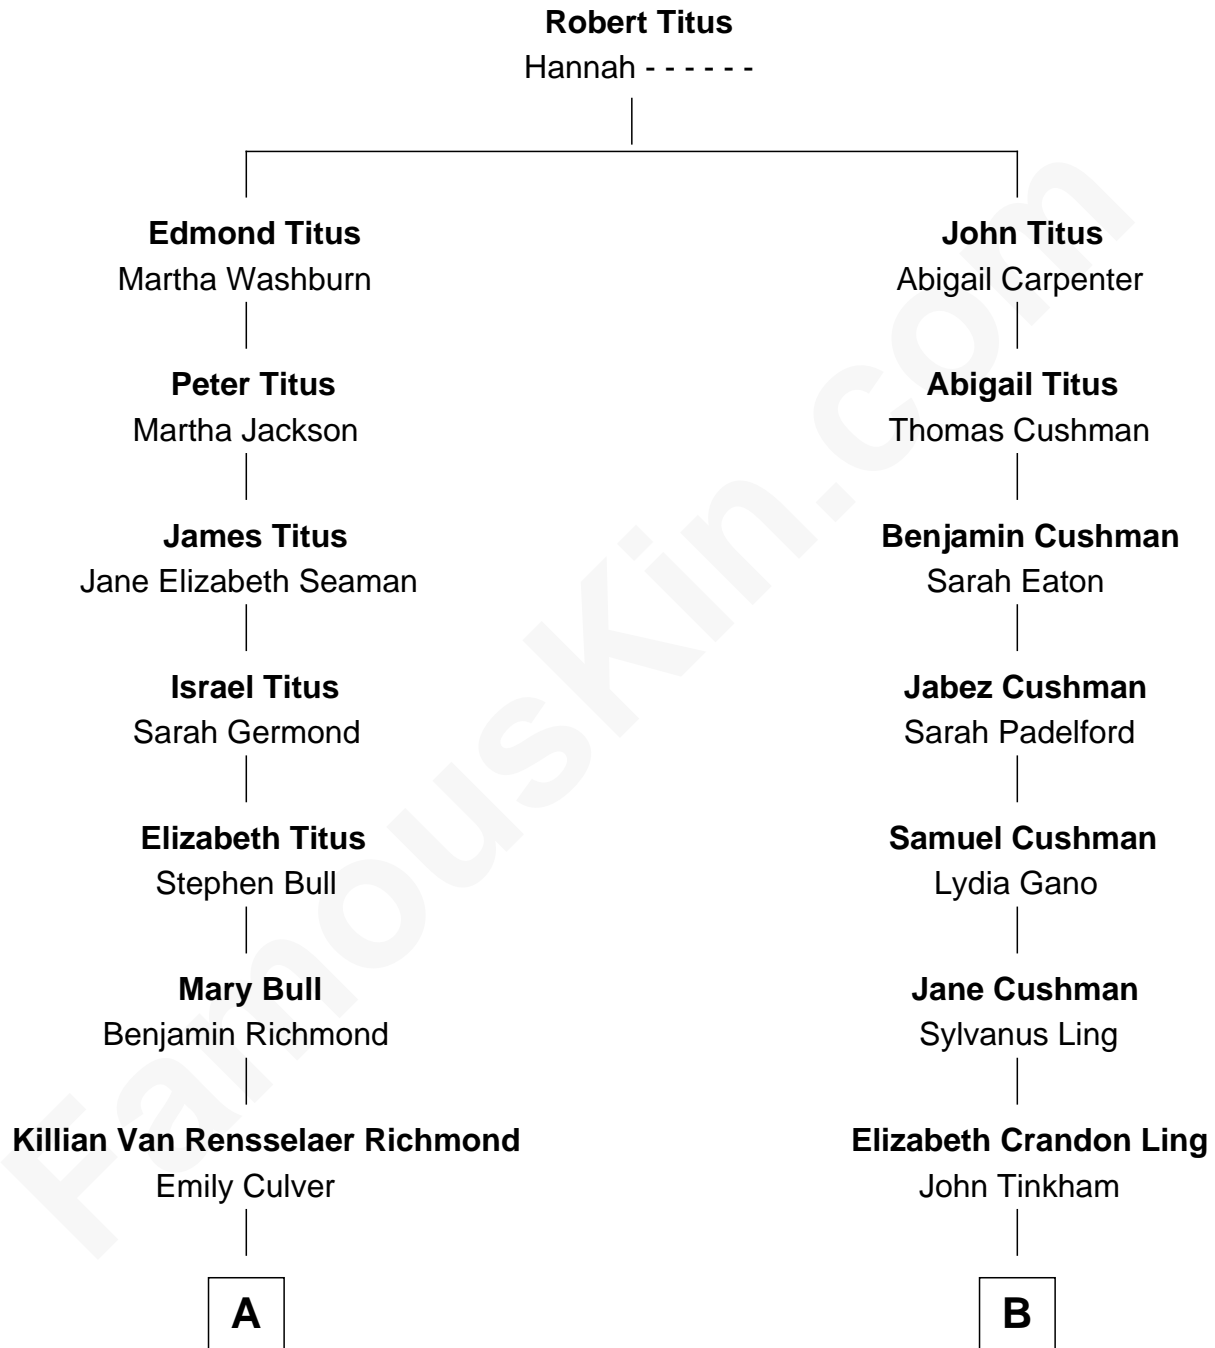 Robert Titus
Hannah - - - - - -
Edmond Titus
Martha Washburn
John Titus
Abigail Carpenter
Peter Titus
Martha Jackson
Abigail Titus
Thomas Cushman
James Titus
Jane Elizabeth Seaman
Benjamin Cushman
Sarah Eaton
Israel Titus
Sarah Germond
Jabez Cushman
Sarah Padelford
Elizabeth Titus
Stephen Bull
Samuel Cushman
Lydia Gano
Mary Bull
Benjamin Richmond
Jane Cushman
Sylvanus Ling
Killian Van Rensselaer Richmond
Emily Culver
Elizabeth Crandon Ling
John Tinkham
A
B
FamousKin.com